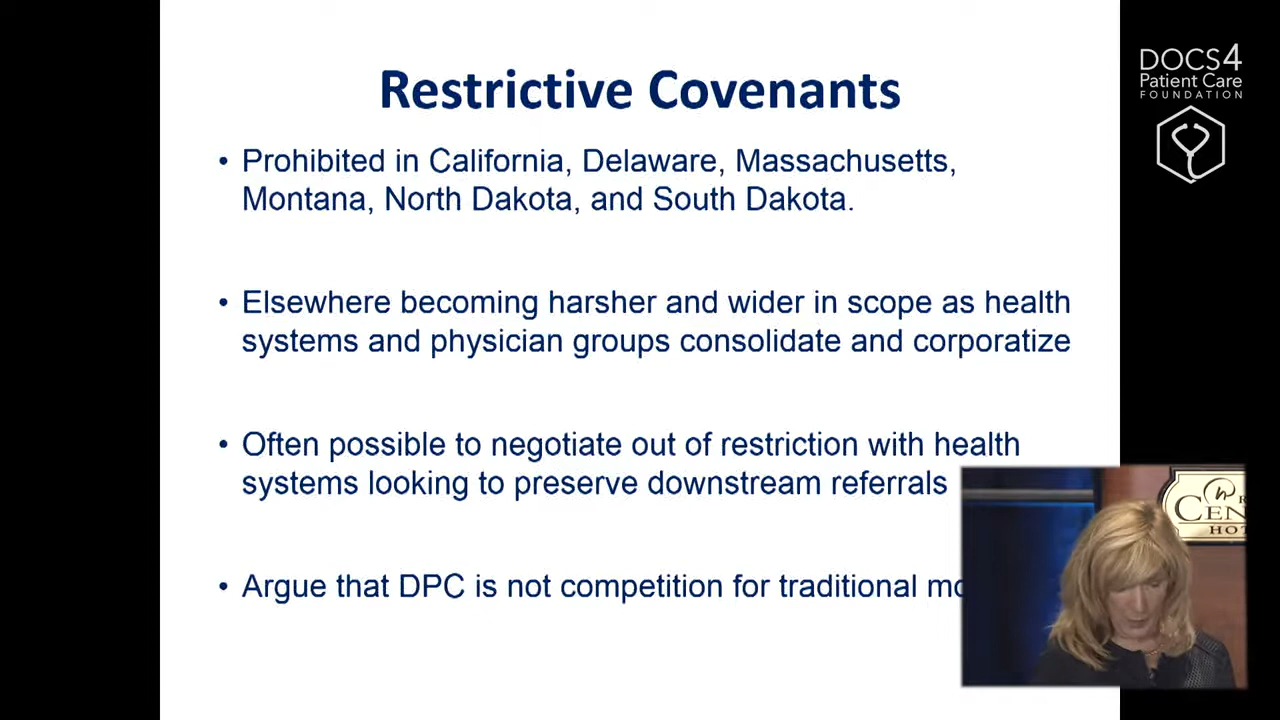 Restrictive Covenants
• Prohibited in California, Delaware, Massachusetts,
Montana, North Dakota, and South Dakota.
• Elsewhere becoming harsher and wider in scope as health
systems and physician groups consolidate and corporatize
• Often possible to negotiate out of restriction with health
systems looking to preserve downstream referrals
• Argue that DPC is not competition for traditional
DOCS4
Patient Care
FOUNDATION